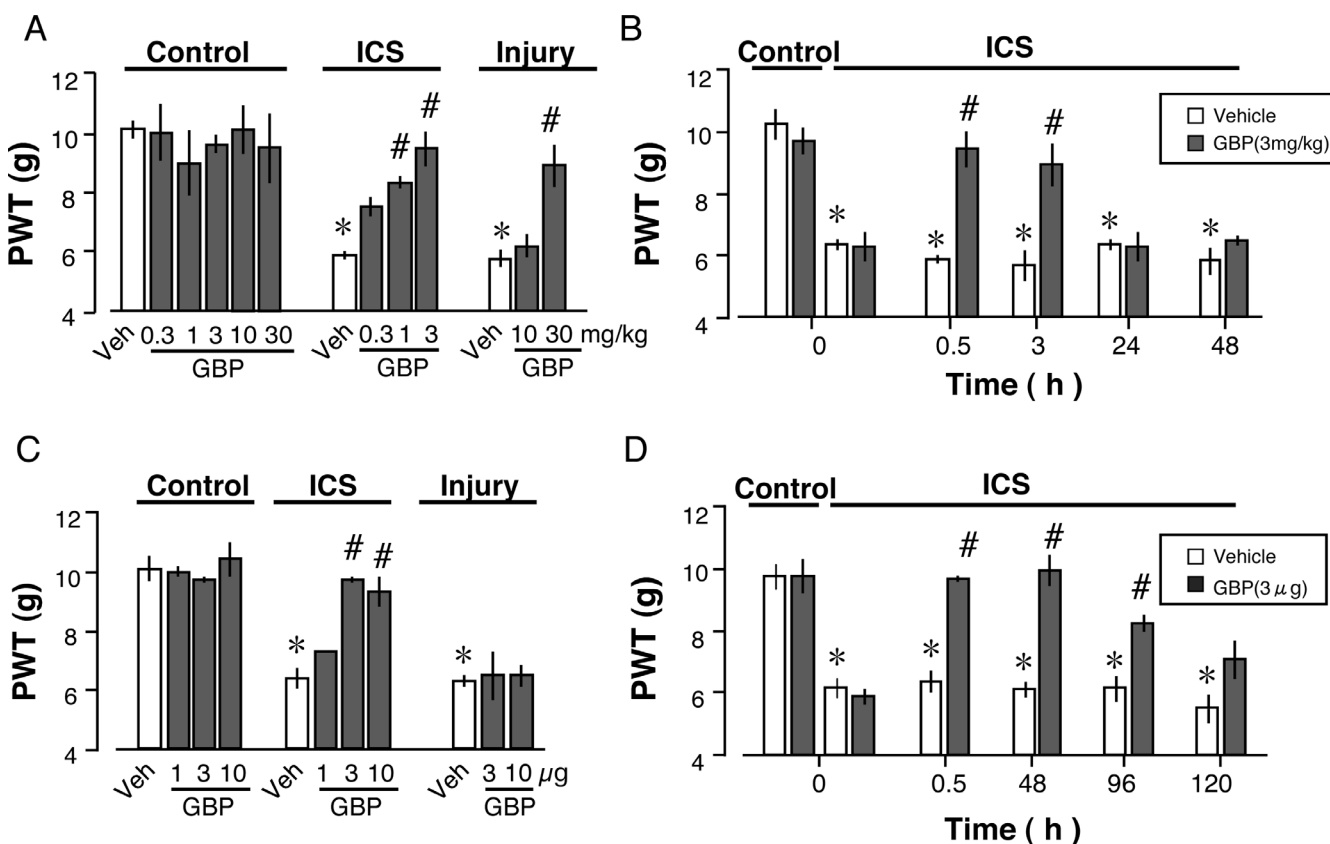 A
Control ICS Injury
PWT (g)
12
10
8
6
4
* # # * #
Veh 0.3 1 3 10 30 Veh 0.3 1 3 Veh 10 30 mg/kg
GBP GBP GBP
B
Control ICS
PWT (g)
12
10
8
6
4
* * # * # * *
Vehicle
GBP(3mg/kg)
0 0.5 3 24 48
Time ( h )
C
Control ICS Injury
PWT (g)
12
10
8
6
4
* # # *
Veh 1 3 10 Veh 1 3 10 Veh 3 10 µg
GBP GBP GBP
D
Control ICS
PWT (g)
12
10
8
6
4
* * # * # * # *
Vehicle
GBP(3 µ g)
0 0.5 48 96 120
Time ( h )